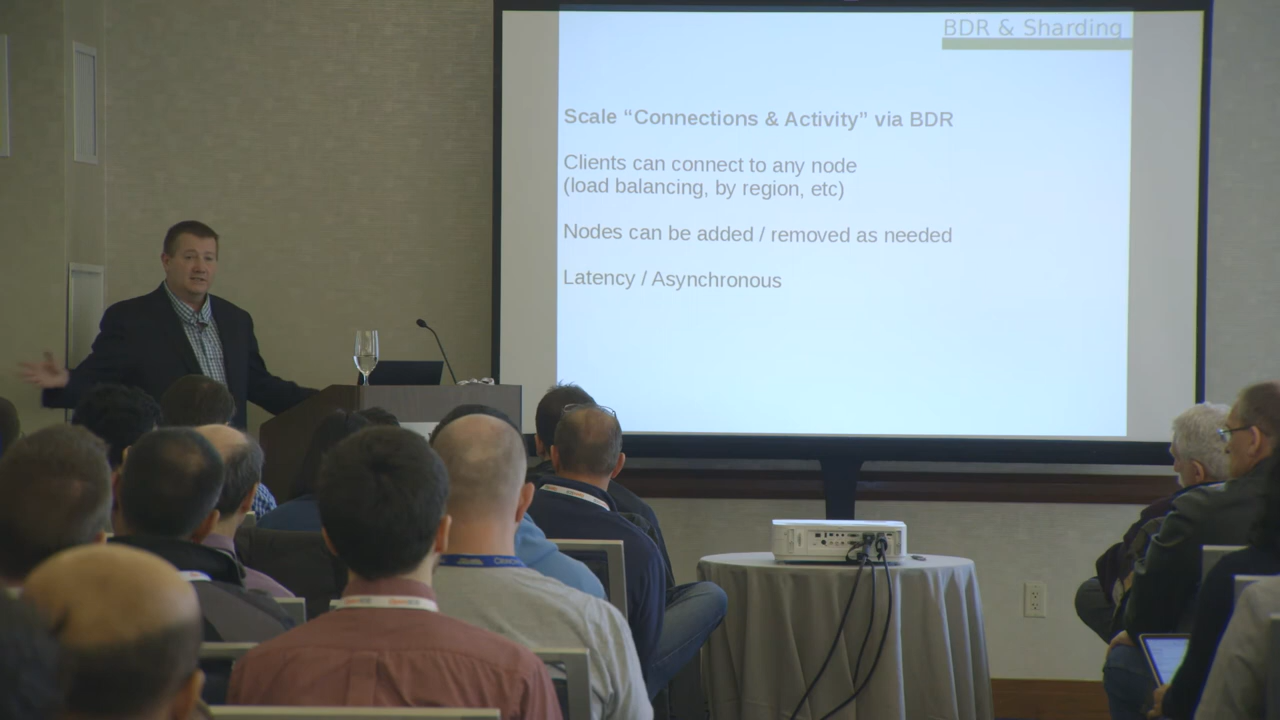 BDR & Sharding
Scale “Connections & Activity” via BDR
Clients can connect to any node
(load balancing, by region, etc)
Nodes can be added / removed as needed
Latency / Asynchronous